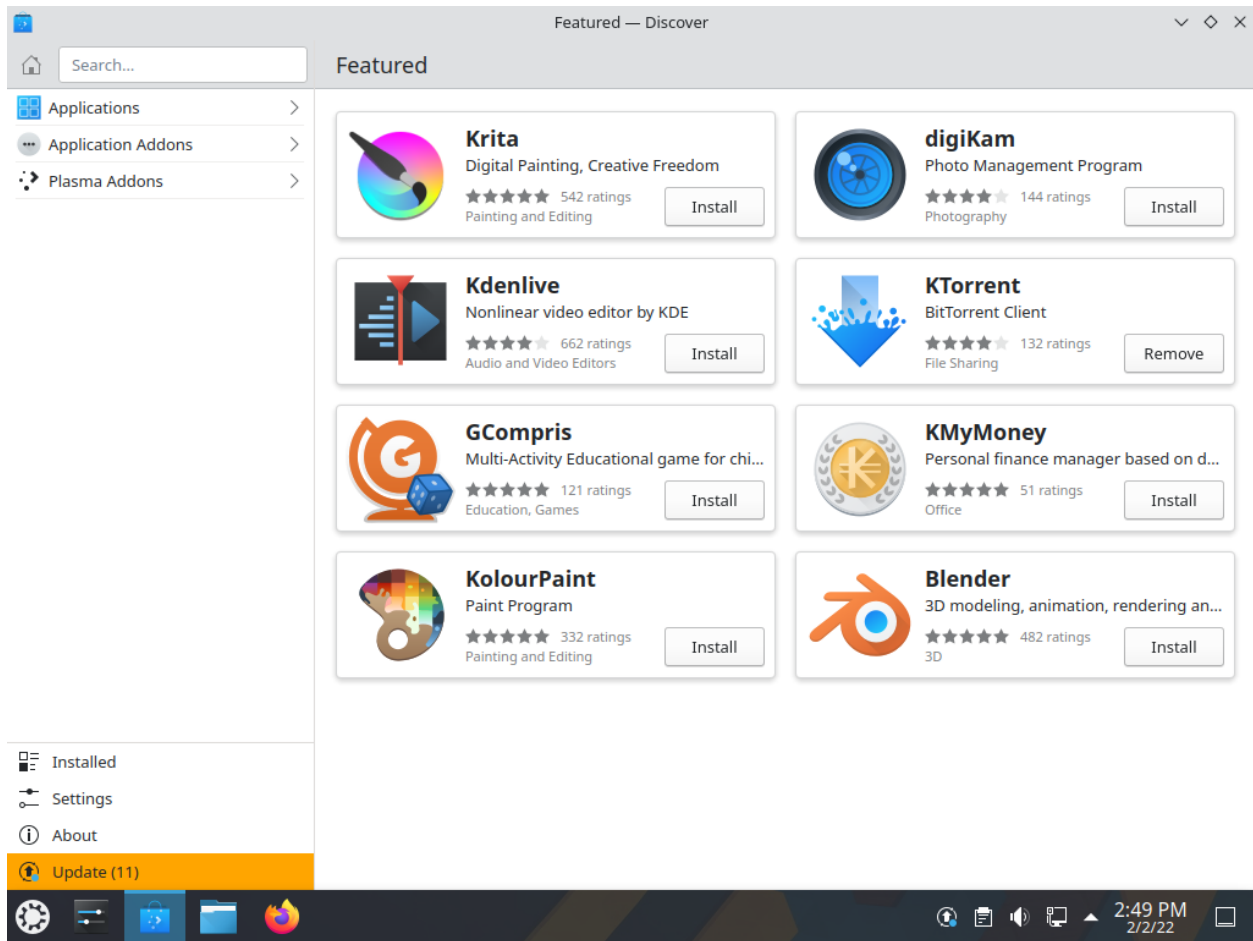 Featured — Discover
Search...
Featured
Applications
Application Addons
Plasma Addons
Krita
Digital Painting, Creative Freedom
542 ratings
Painting and Editing
Install
digiKam
Photo Management Program
144 ratings
Photography
Install
Kdenlive
Nonlinear video editor by KDE
662 ratings
Audio and Video Editors
Install
KTorrent
BitTorrent Client
132 ratings
File Sharing
Remove
GCompris
Multi-Activity Educational game for chi...
121 ratings
Education, Games
Install
KMyMoney
Personal finance manager based on d...
51 ratings
Office
Install
KolourPaint
Paint Program
332 ratings
Painting and Editing
Install
Blender
3D modeling, animation, rendering an...
482 ratings
3D
Install
Installed
Settings
About
Update (11)
2:49 PM
2/2/22